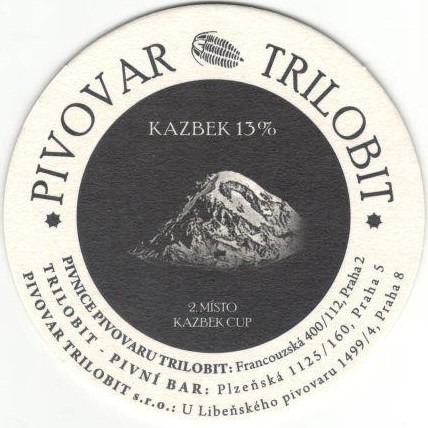 PIVOVAR TRILOBIT
KAZBEK 13%
2. MÍSTO
KAZBEK CUP
PIVNICE PIVOVARU TRILOBIT: Francouzská 400/112, Praha 2
TRILOBIT - PIVNÍ BAR: Plzeňská 1125/160, Praha 5
PIVOVAR TRILOBIT s.r.o.: U Libeňského pivovaru 1499/4, Praha 8